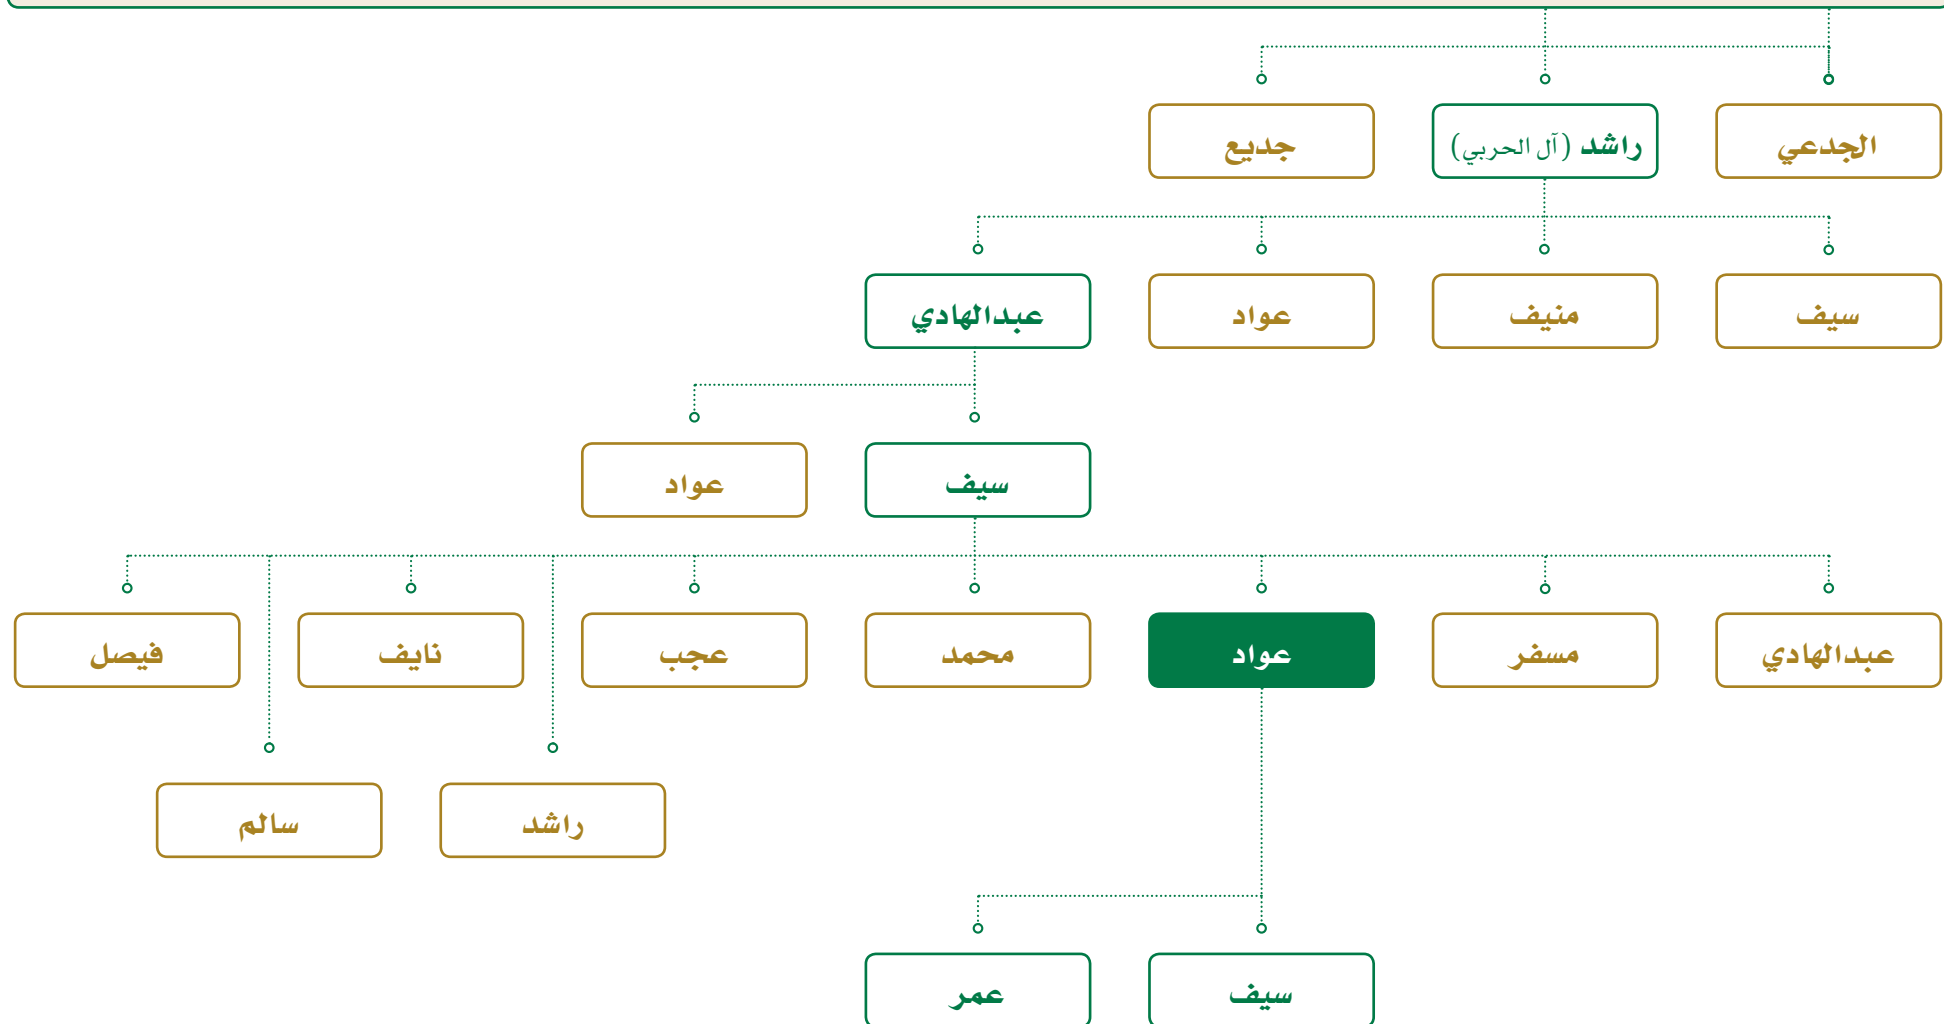 الجدعي
راشد (آل الحربي)
جديع
سيف
منيف
عواد
عبدالهادي
سيف
عواد
عبدالهادي
مسفر
عواد
محمد
عجب
نايف
فيصل
راشد
سالم
سيف
عمر